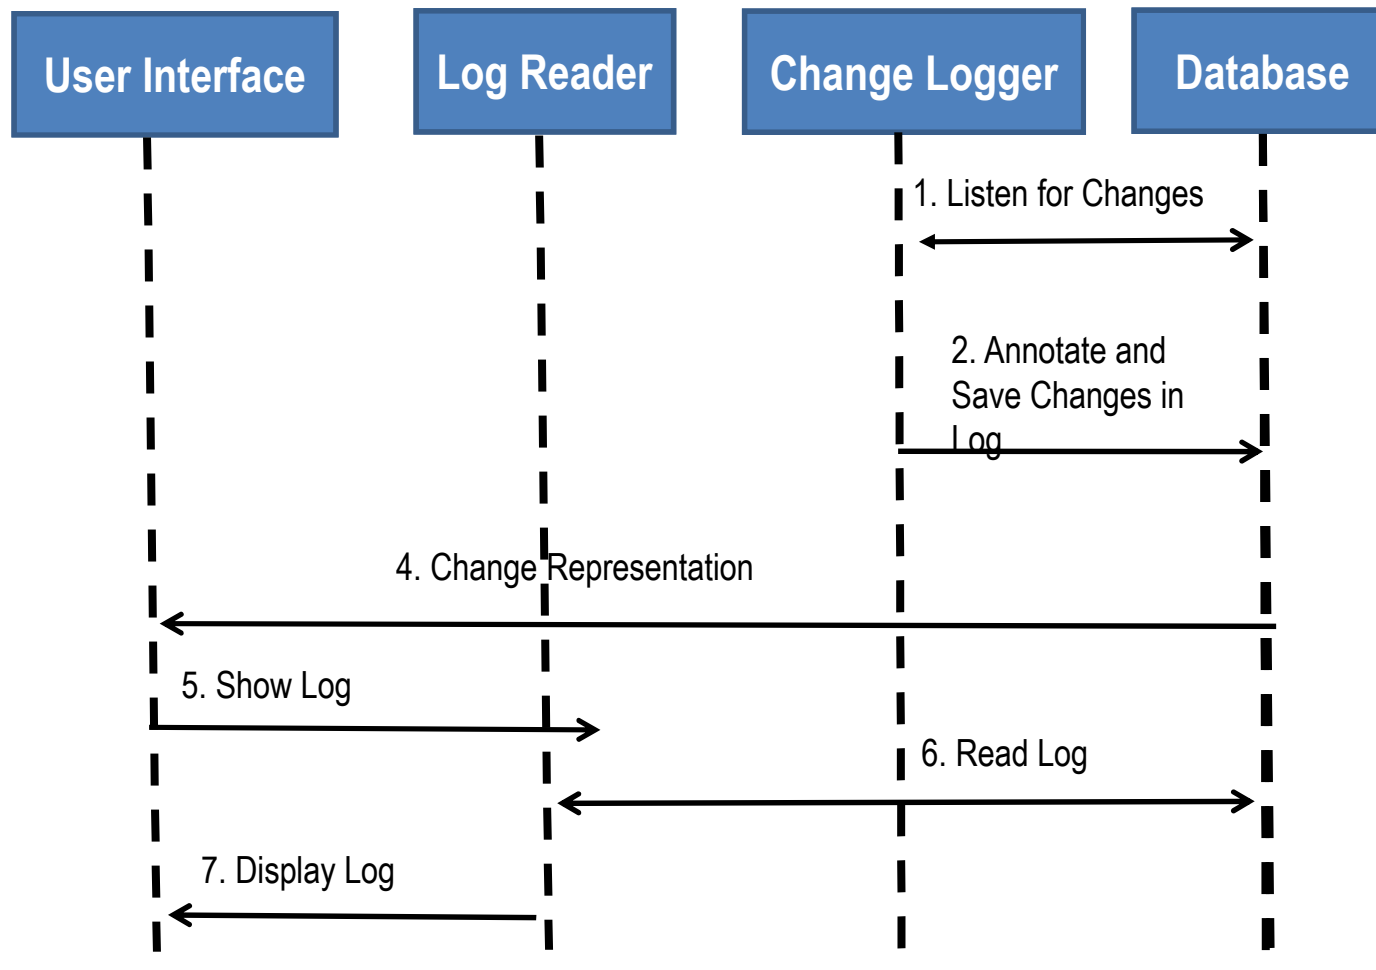 User Interface
Log Reader
Change Logger
Database
1. Listen for Changes
2. Annotate and
Save Changes in
Log
4. Change Representation
5. Show Log
6. Read Log
7. Display Log